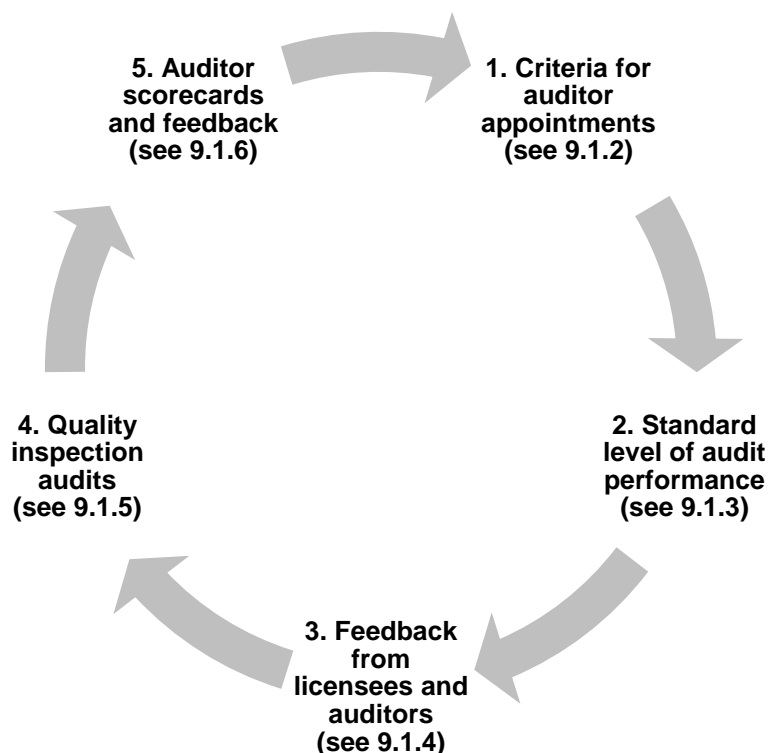 1. Criteria for
auditor
appointments
(see 9.1.2)
2. Standard
level of audit
performance
(see 9.1.3)
3. Feedback
from
licensees and
auditors
(see 9.1.4)
4. Quality
inspection
audits
(see 9.1.5)
5. Auditor
scorecards
and feedback
(see 9.1.6)